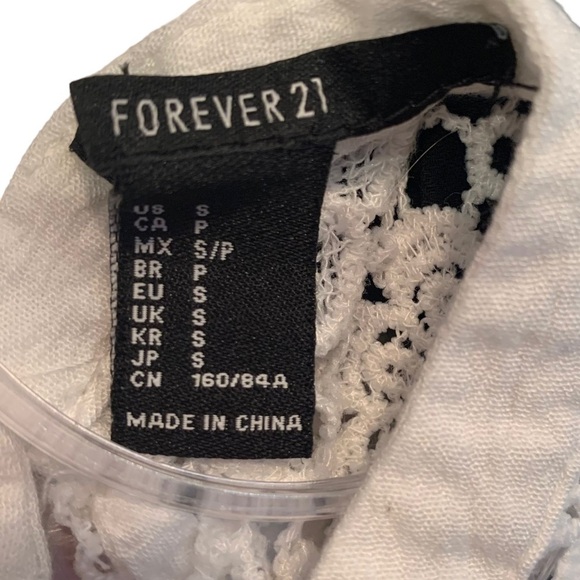 FOREVER 21
US S
CA P
MX S/P
BR P
EU S
UK S
KR S
JP S
CN 160/84A
MADE IN CHINA